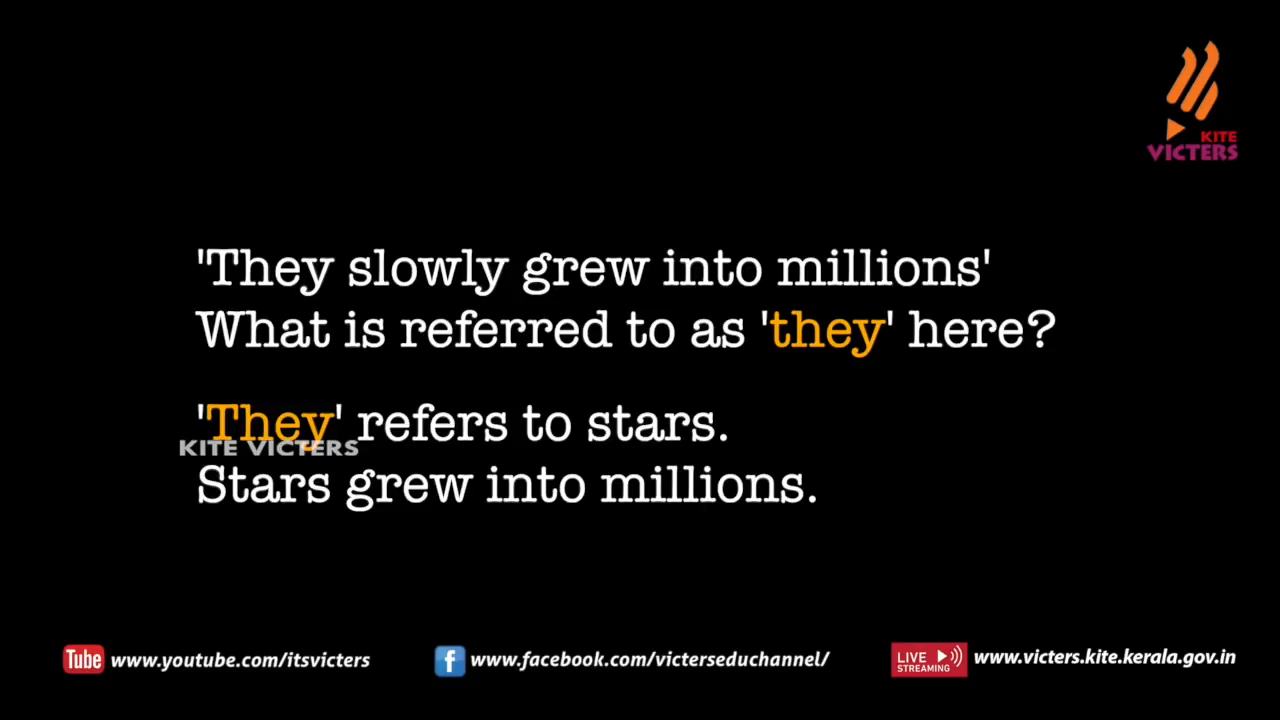 KITE
VICTERS
'They slowly grew into millions'
What is referred to as 'they' here?
'They' refers to stars.
KITE VICTERS
Stars grew into millions.
Tube www.youtube.com/itsvicters
f www.facebook.com/victerseduchannel/
LIVE
STREAMING
www.victers.kite.kerala.gov.in